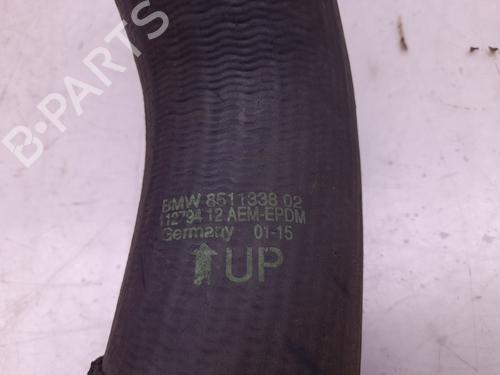 B-PARTS
BMW 8511338 02
112794 12 AEM-EPDM
Germany 01-15
UP